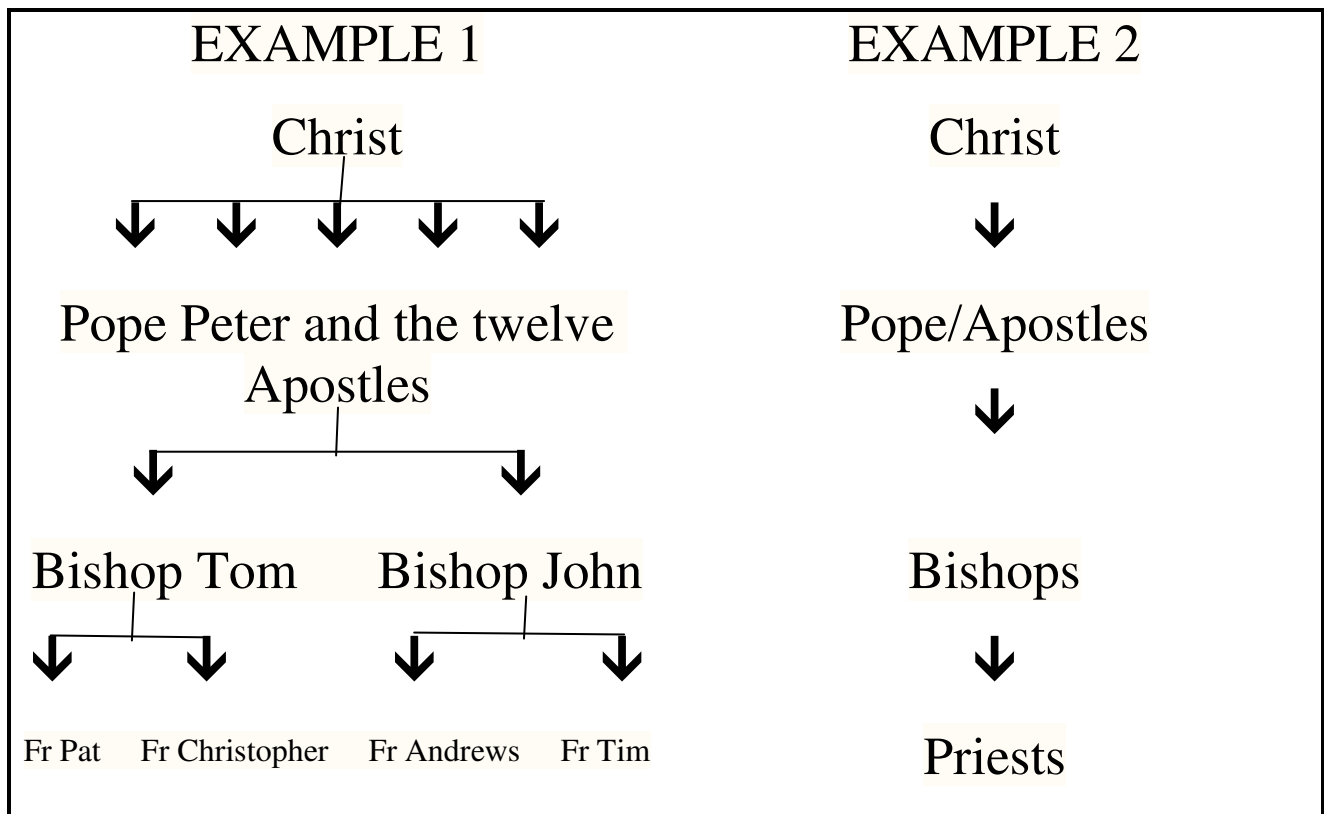 EXAMPLE 1
Christ
Pope Peter and the twelve
Apostles
Bishop Tom Bishop John
Fr Pat Fr Christopher Fr Andrews Fr Tim
EXAMPLE 2
Christ
Pope/Apostles
Bishops
Priests